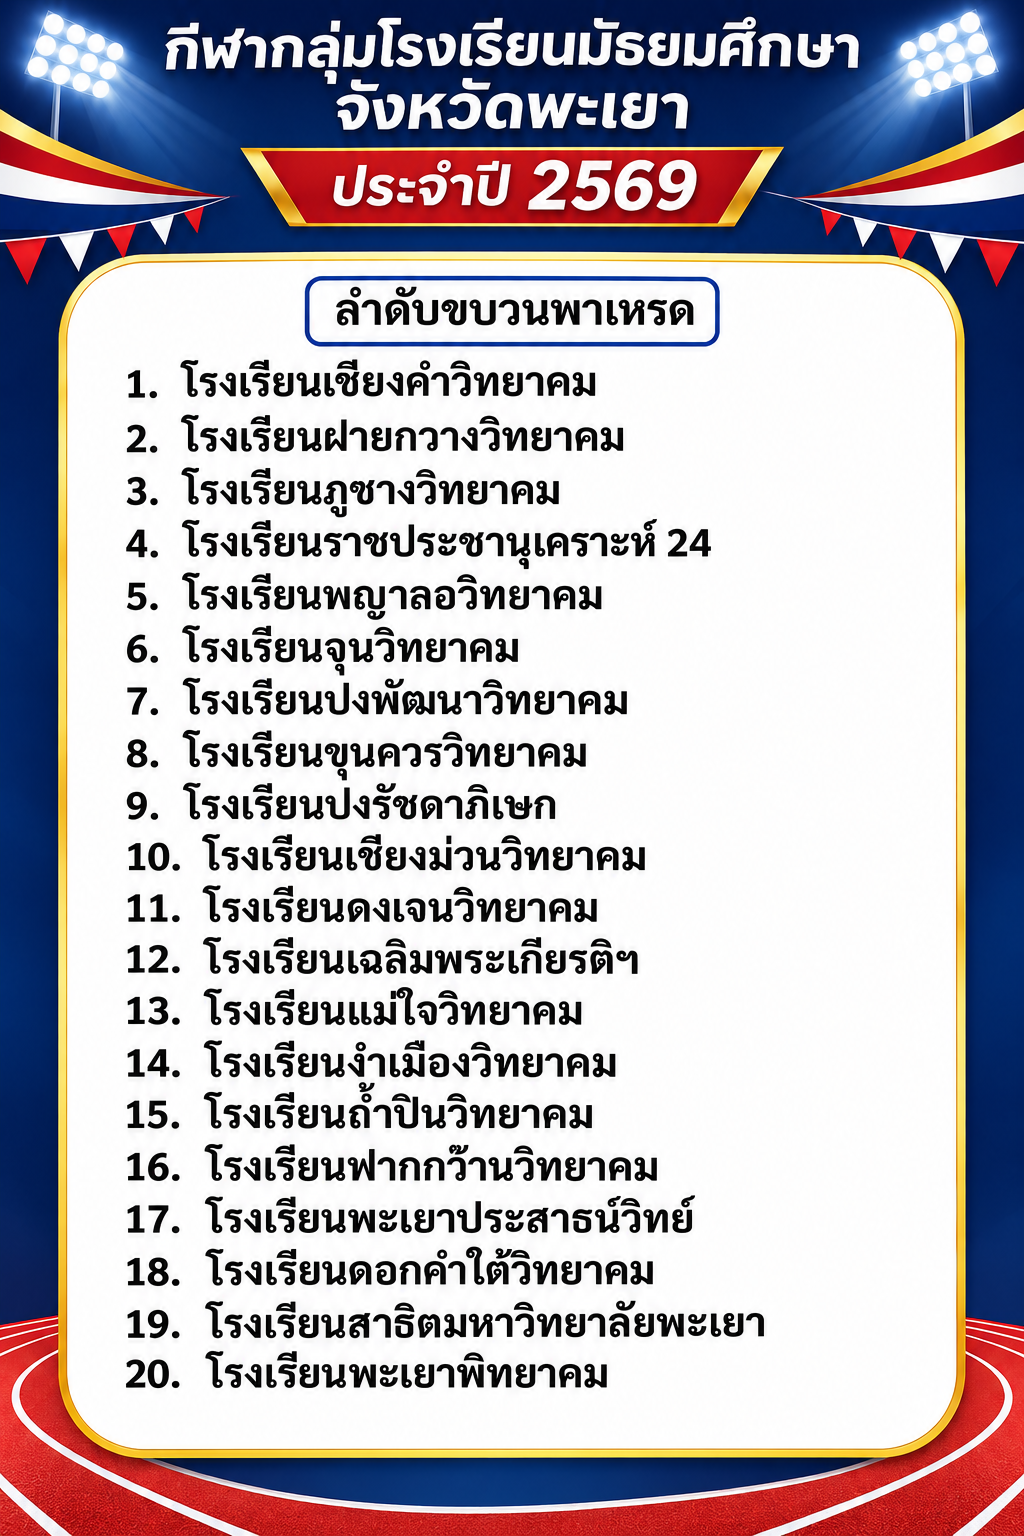 กีฬากลุ่มโรงเรียนมัธยมศึกษา
จังหวัดพะเยา
ประจำปี 2569
ลำดับขบวนพาเหรด
1. โรงเรียนเชียงคำวิทยาคม
2. โรงเรียนฝายกวางวิทยาคม
3. โรงเรียนภูซางวิทยาคม
4. โรงเรียนราชประชานุเคราะห์ 24
5. โรงเรียนพญาลอวิทยาคม
6. โรงเรียนจุนวิทยาคม
7. โรงเรียนปงพัฒนาวิทยาคม
8. โรงเรียนขุนควรวิทยาคม
9. โรงเรียนปงรัชดาภิเษก
10. โรงเรียนเชียงม่วนวิทยาคม
11. โรงเรียนดงเจนวิทยาคม
12. โรงเรียนเฉลิมพระเกียรติฯ
13. โรงเรียนแม่ใจวิทยาคม
14. โรงเรียนงำเมืองวิทยาคม
15. โรงเรียนถ้ำปินวิทยาคม
16. โรงเรียนฟากกว๊านวิทยาคม
17. โรงเรียนพะเยาประสาธน์วิทย์
18. โรงเรียนดอกคำใต้วิทยาคม
19. โรงเรียนสาธิตมหาวิทยาลัยพะเยา
20. โรงเรียนพะเยาพิทยาคม